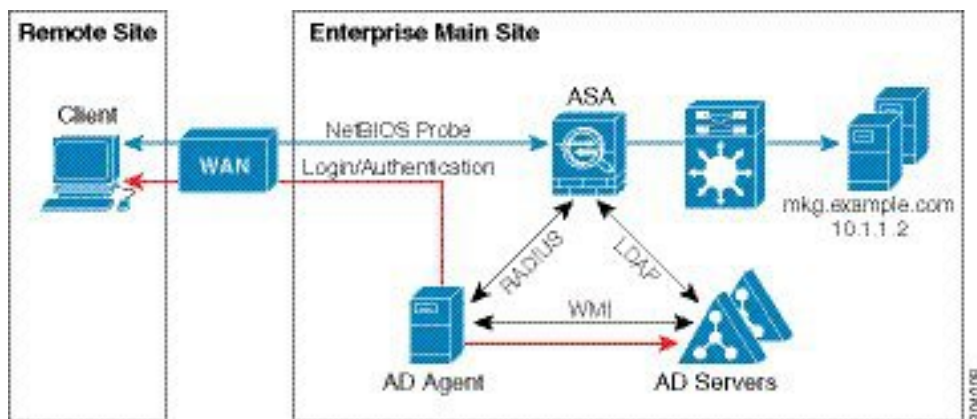 Remote Site
Enterprise Main Site
Client
ASA
NetBIOS Probe
WAN
Login/Authentication
mkg.example.com
10.1.1.2
RADIUS
LDAP
WMI
AD Agent
AD Servers